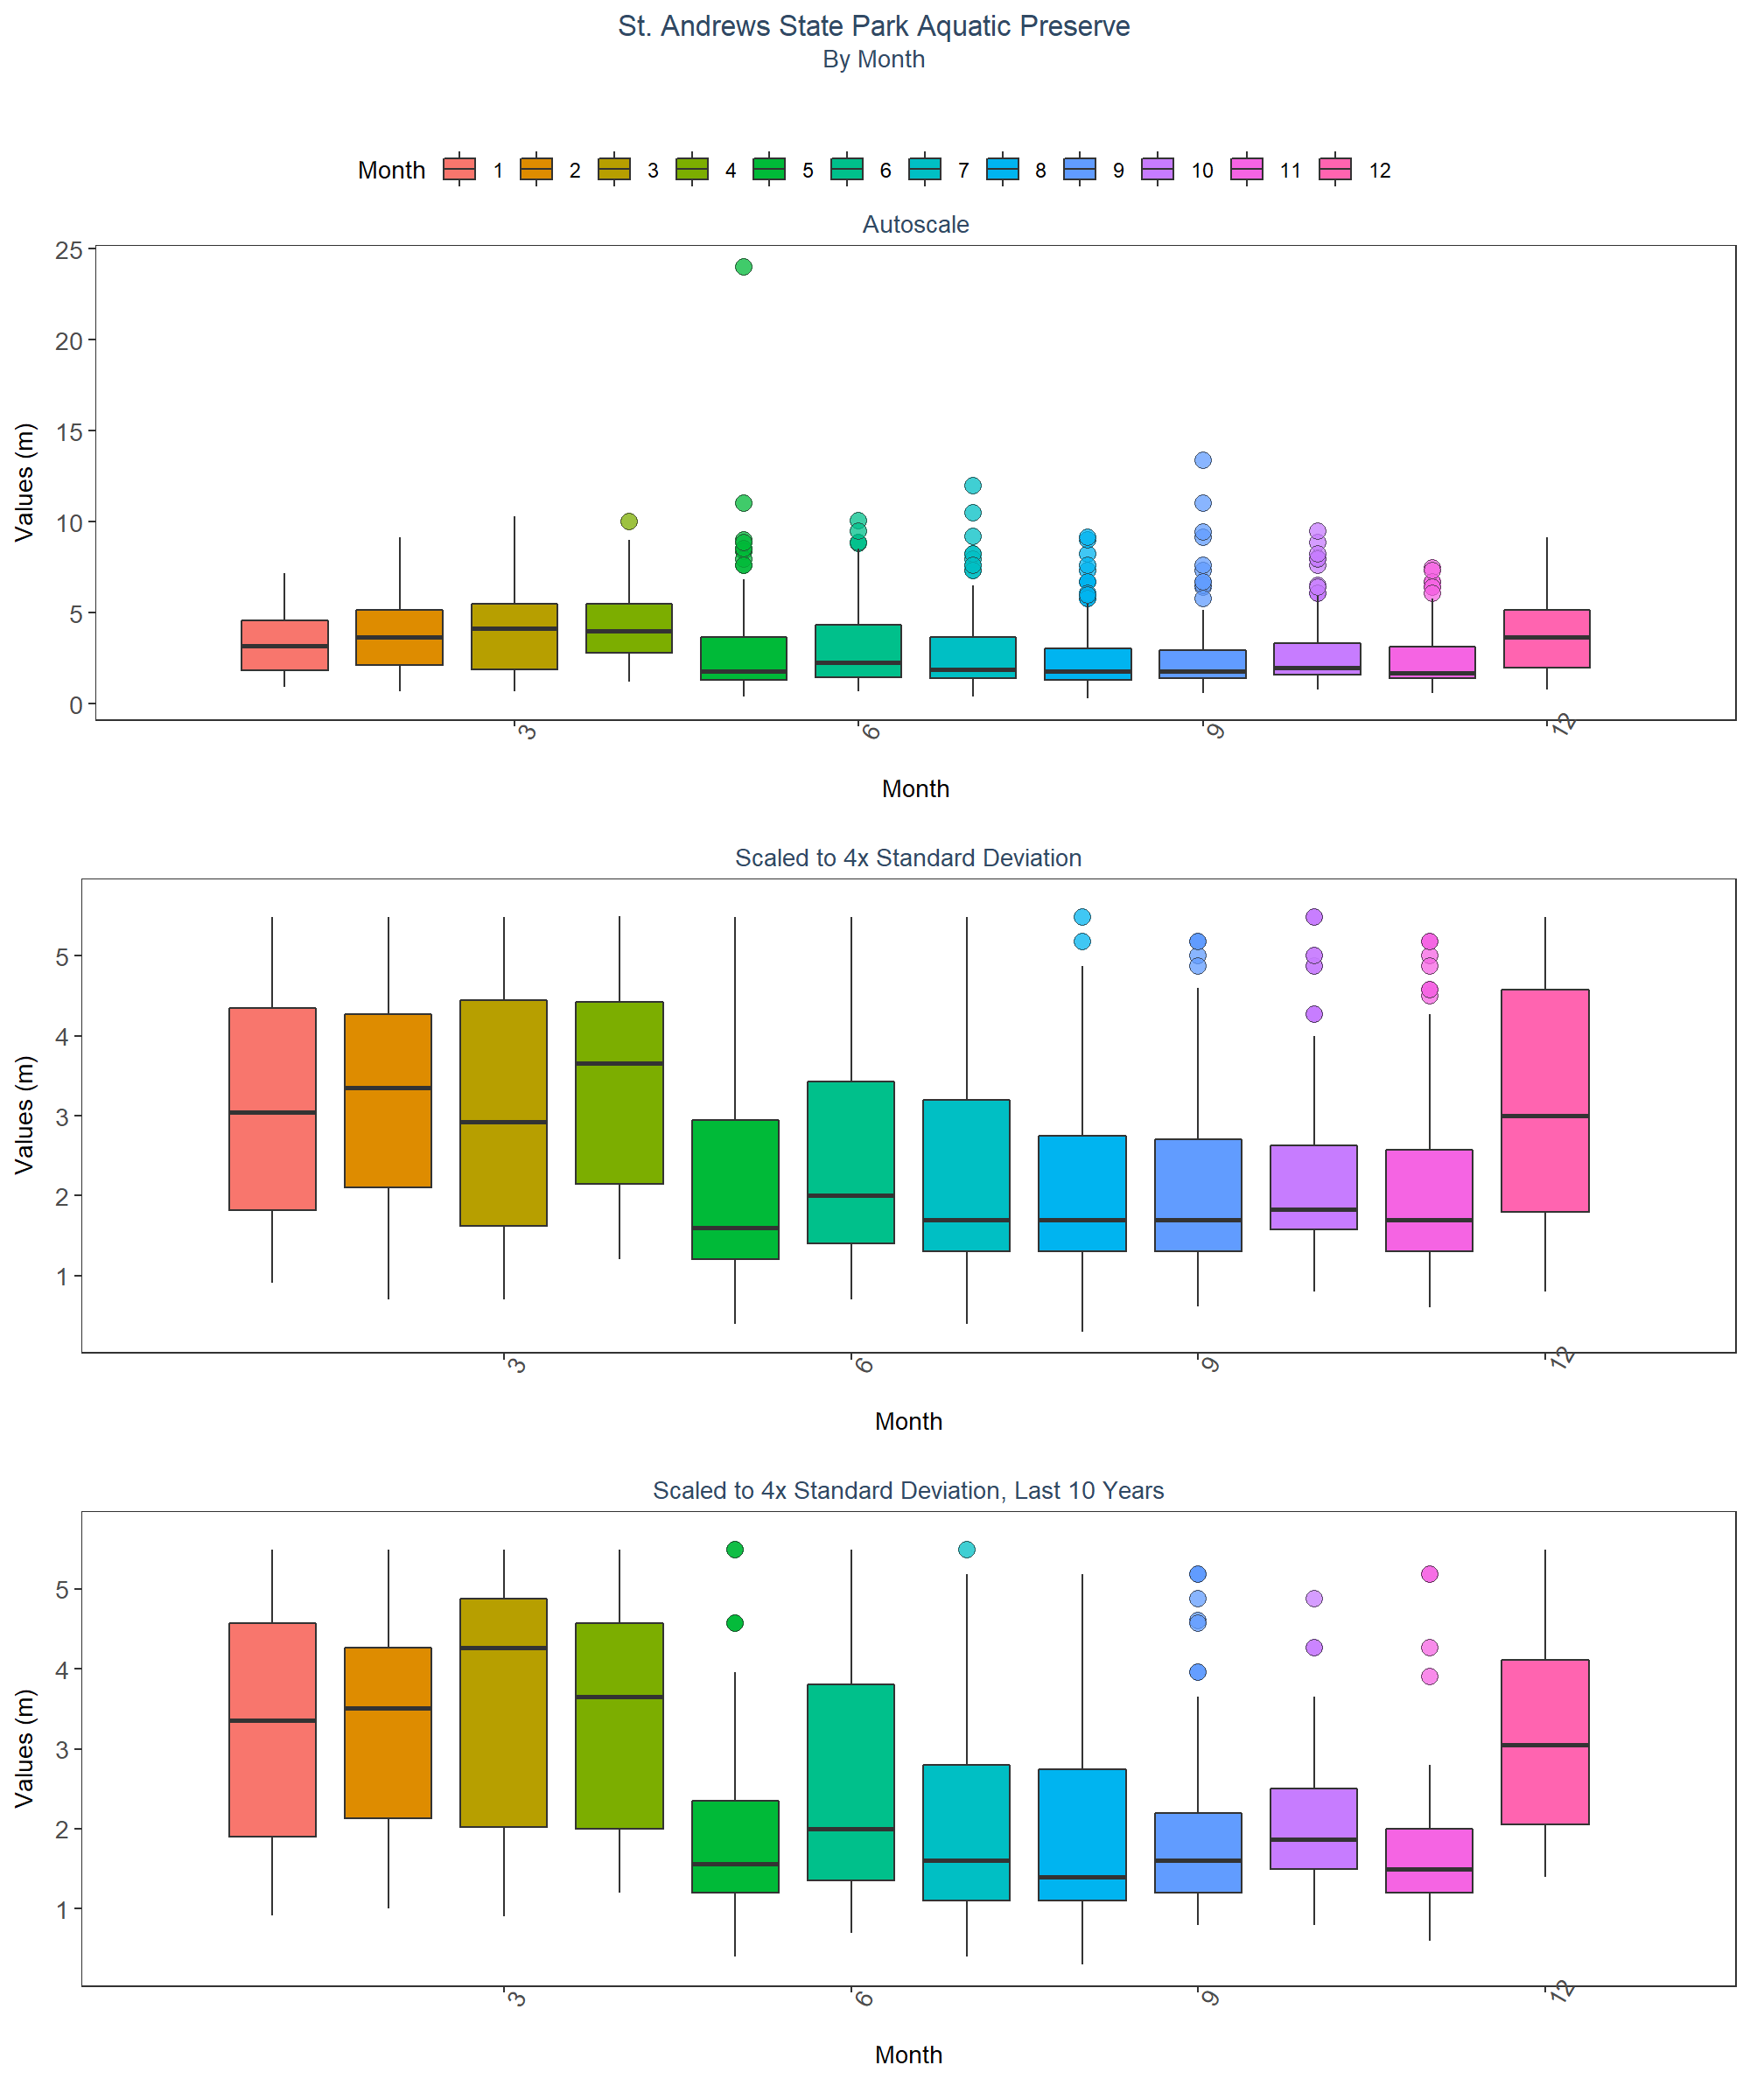 St. Andrews State Park Aquatic Preserve
By Month
Month 1 2 3 4 5 6 7 8 9 10 11 12
Autoscale
Values (m)
25
20
15
10
5
0
3 6 9 12
Month
Scaled to 4x Standard Deviation
Values (m)
5
4
3
2
1
3 6 9 12
Month
Scaled to 4x Standard Deviation, Last 10 Years
Values (m)
5
4
3
2
1
3 6 9 12
Month